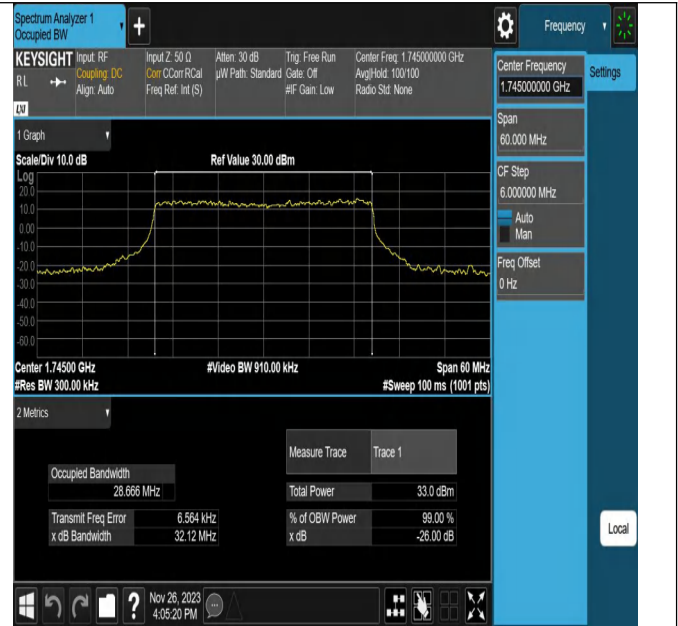 Spectrum Analyzer 1
Occupied BW
+
Frequency
KEYSIGHT
RL
LXI
Input: RF
Coupling: DC
Align: Auto
Input Z: 50 Ω
Corr CCorr RCal
Freq Ref: Int (S)
Atten: 30 dB
µW Path: Standard
Trig: Free Run
Gate: Off
#IF Gain: Low
Center Freq: 1.745000000 GHz
Avg|Hold: 100/100
Radio Std: None
Center Frequency
1.745000000 GHz
Settings
Span
60.000 MHz
CF Step
6.000000 MHz
Auto
Man
Freq Offset
0 Hz
Local
1 Graph
Scale/Div 10.0 dB
Ref Value 30.00 dBm
Log
20.0
10.0
0.00
-10.0
-20.0
-30.0
-40.0
-50.0
-60.0
Center 1.74500 GHz
#Video BW 910.00 kHz
Span 60 MHz
#Res BW 300.00 kHz
#Sweep 100 ms (1001 pts)
2 Metrics
Measure Trace
Trace 1
Occupied Bandwidth
28.666 MHz
Total Power
33.0 dBm
Transmit Freq Error
6.564 kHz
% of OBW Power
99.00 %
x dB Bandwidth
32.12 MHz
x dB
-26.00 dB
?
Nov 26, 2023
4:05:20 PM